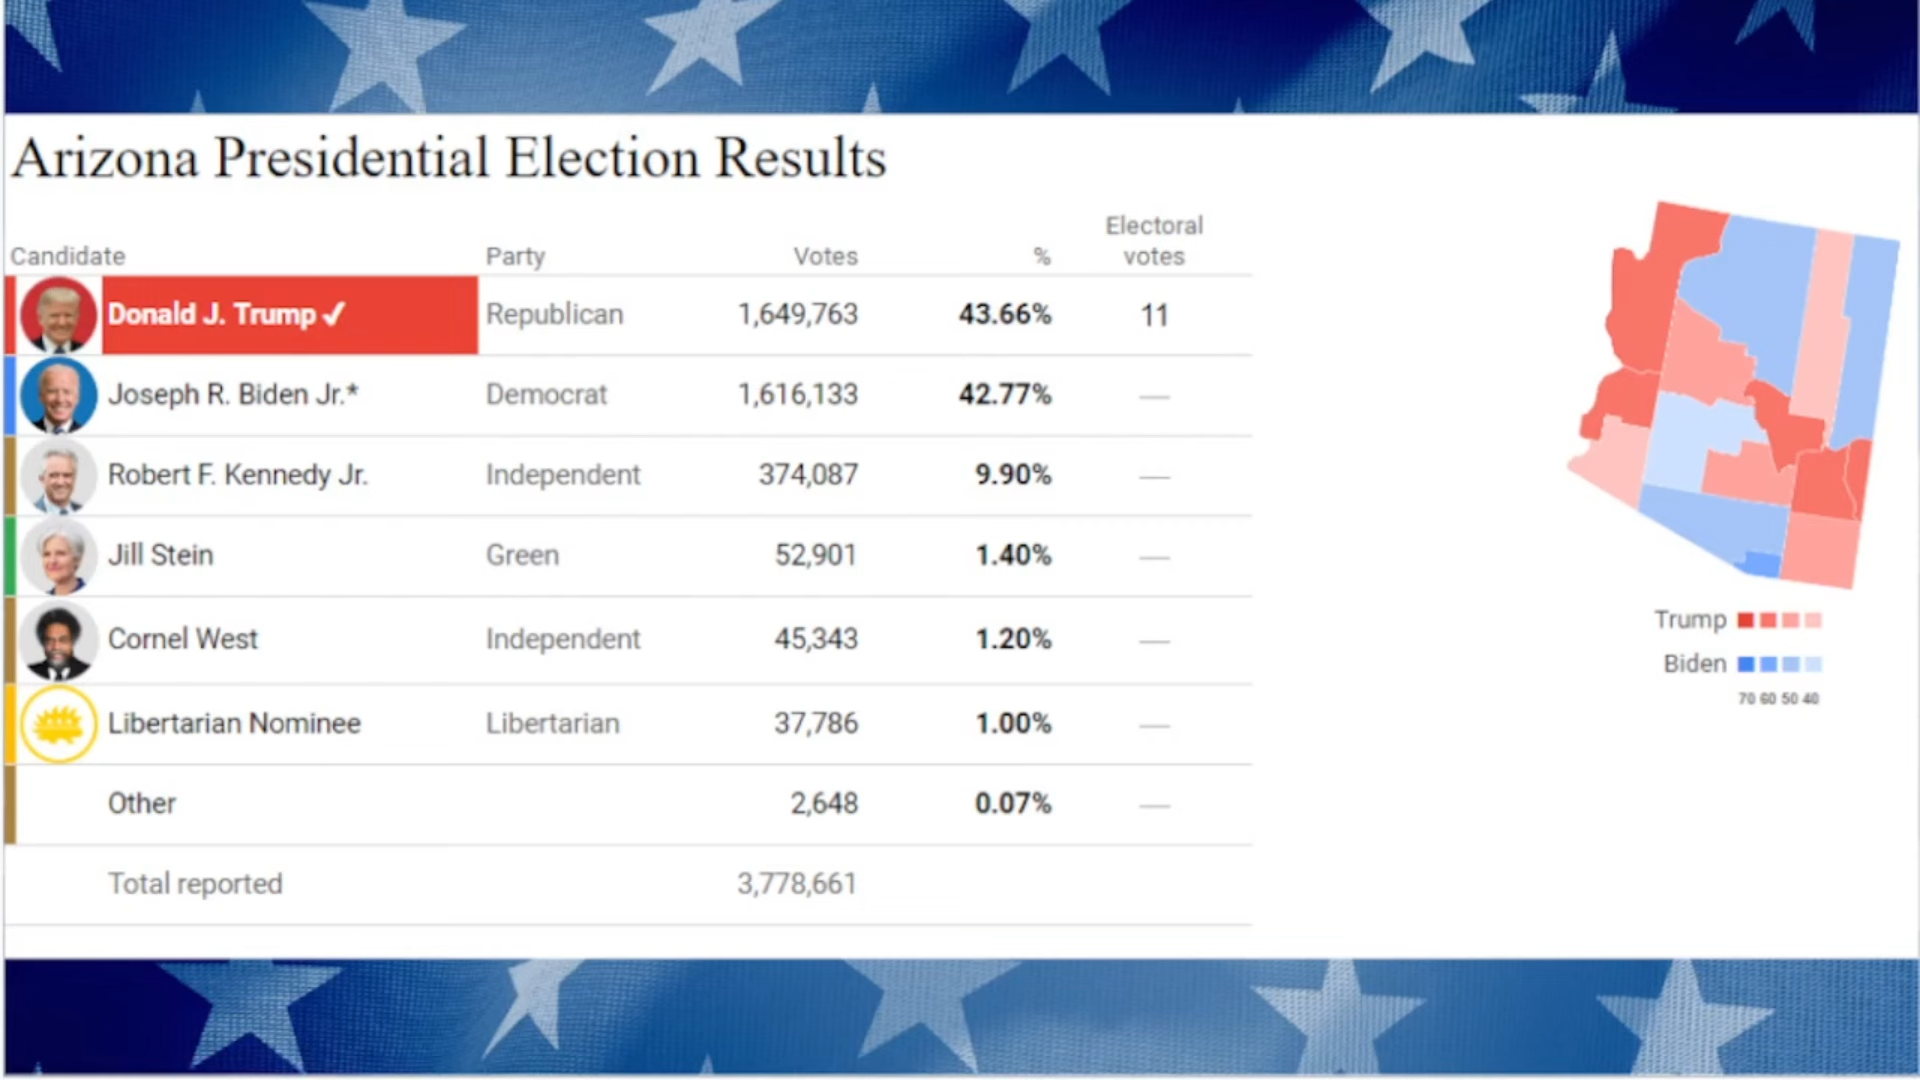 Arizona Presidential Election Results
Candidate Party Votes % Electoral votes
Donald J. Trump ✓ Republican 1,649,763 43.66% 11
Joseph R. Biden Jr.* Democrat 1,616,133 42.77% —
Robert F. Kennedy Jr. Independent 374,087 9.90% —
Jill Stein Green 52,901 1.40% —
Cornel West Independent 45,343 1.20% —
Libertarian Nominee Libertarian 37,786 1.00% —
Other 2,648 0.07% —
Total reported 3,778,661
Trump
Biden
70 60 50 40